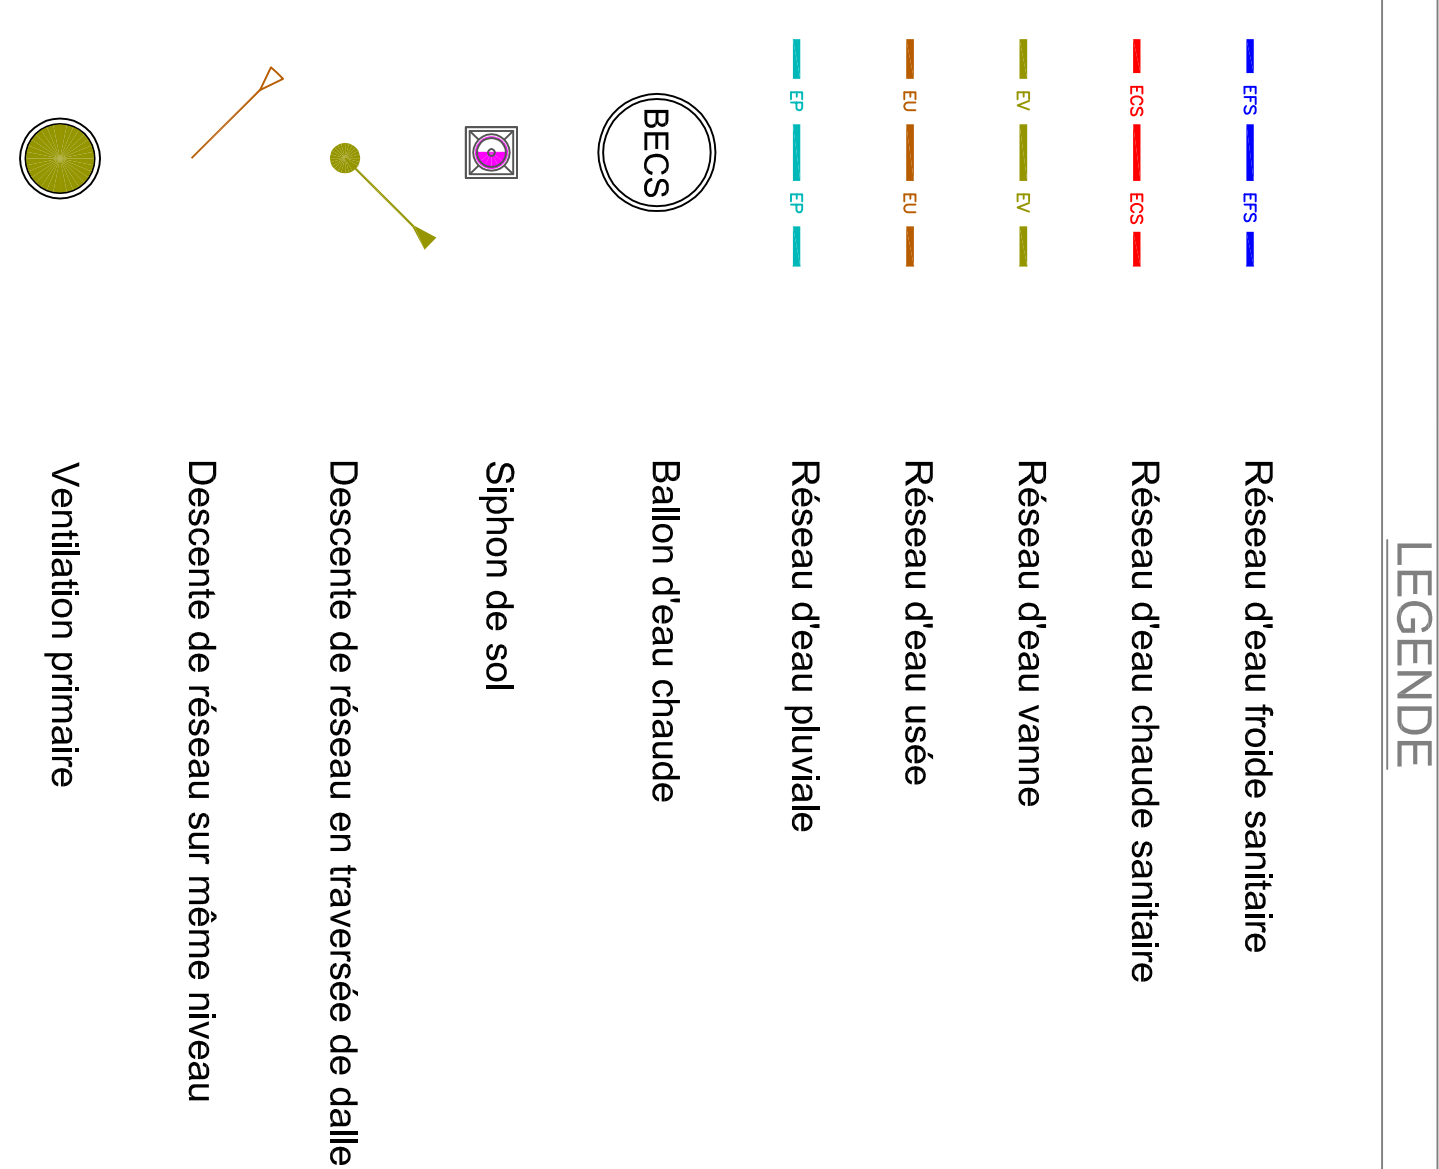 LEGENDE
EFS EFS Réseau d'eau froide sanitaire
ECS ECS Réseau d'eau chaude sanitaire
EV EV Réseau d'eau vanne
EU EU Réseau d'eau usée
EP EP Réseau d'eau pluviale
BECS Ballon d'eau chaude
Siphon de sol
Descente de réseau en traversée de dalle
Descente de réseau sur même niveau
Ventilation primaire